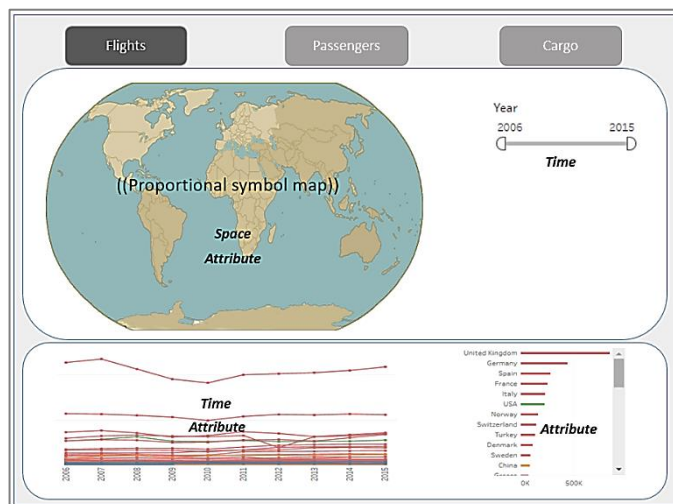 Flights
Passengers
Cargo
Year
2006 2015
Time
((Proportional symbol map))
Space
Attribute
Time
Attribute
2006 2007 2008 2009 2010 2011 2012 2013 2014 2015
United Kingdom
Germany
Spain
France
Italy
USA
Norway
Switzerland
Turkey
Denmark
Sweden
China
Greece
Attribute
0K 500K